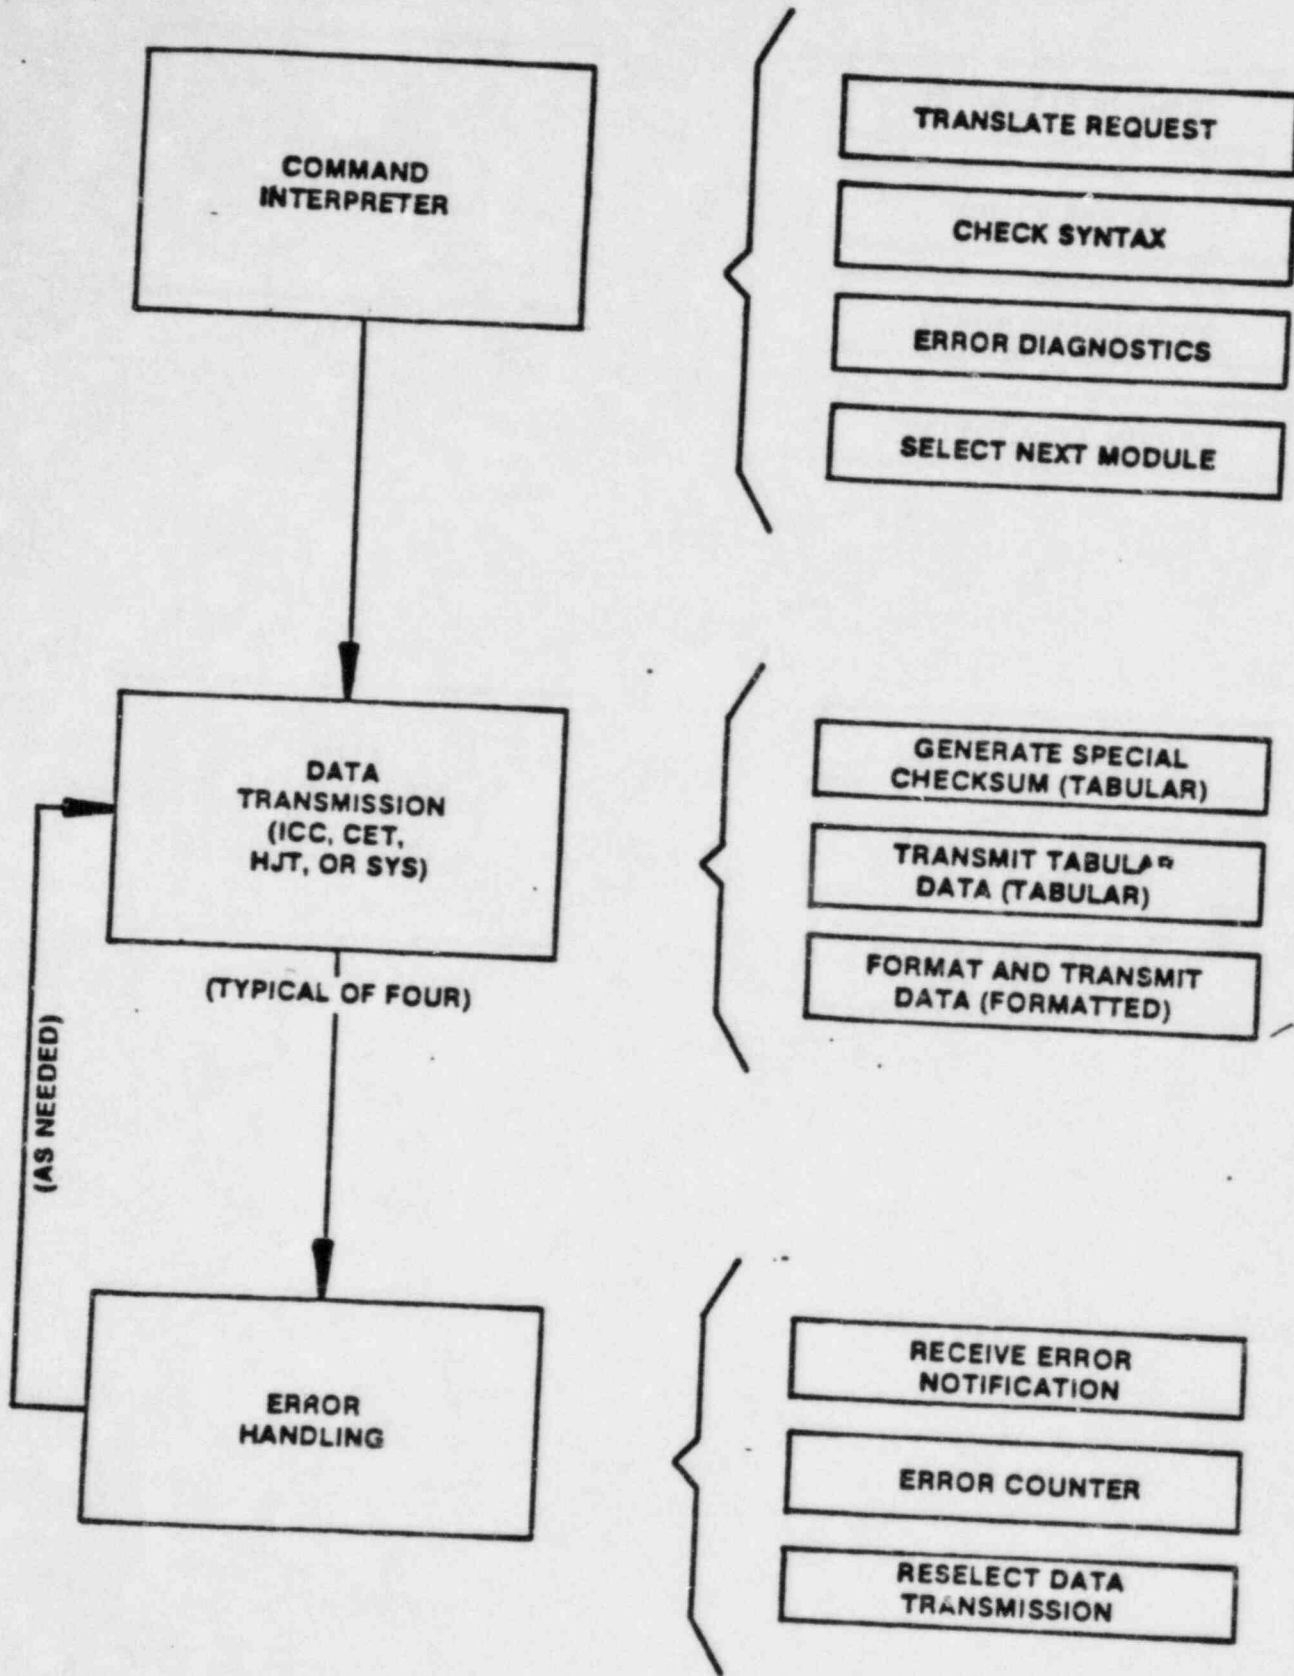 COMMAND
INTERPRETER
TRANSLATE REQUEST
CHECK SYNTAX
ERROR DIAGNOSTICS
SELECT NEXT MODULE
DATA
TRANSMISSION
(ICC, CET,
HJT, OR SYS)
(TYPICAL OF FOUR)
GENERATE SPECIAL
CHECKSUM (TABULAR)
TRANSMIT TABULAR
DATA (TABULAR)
FORMAT AND TRANSMIT
DATA (FORMATTED)
(AS NEEDED)
ERROR
HANDLING
RECEIVE ERROR
NOTIFICATION
ERROR COUNTER
RESELECT DATA
TRANSMISSION